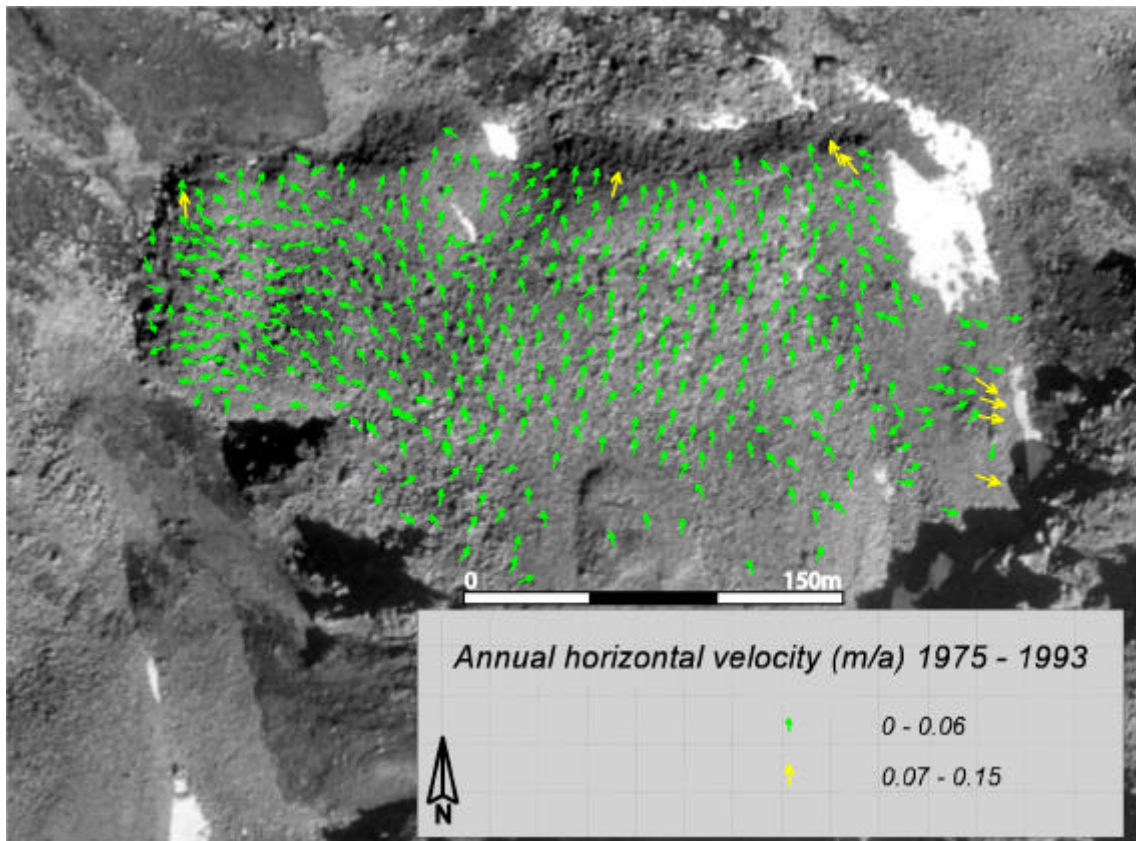 0 150m
Annual horizontal velocity (m/a) 1975 - 1993
0 - 0.06
0.07 - 0.15
N